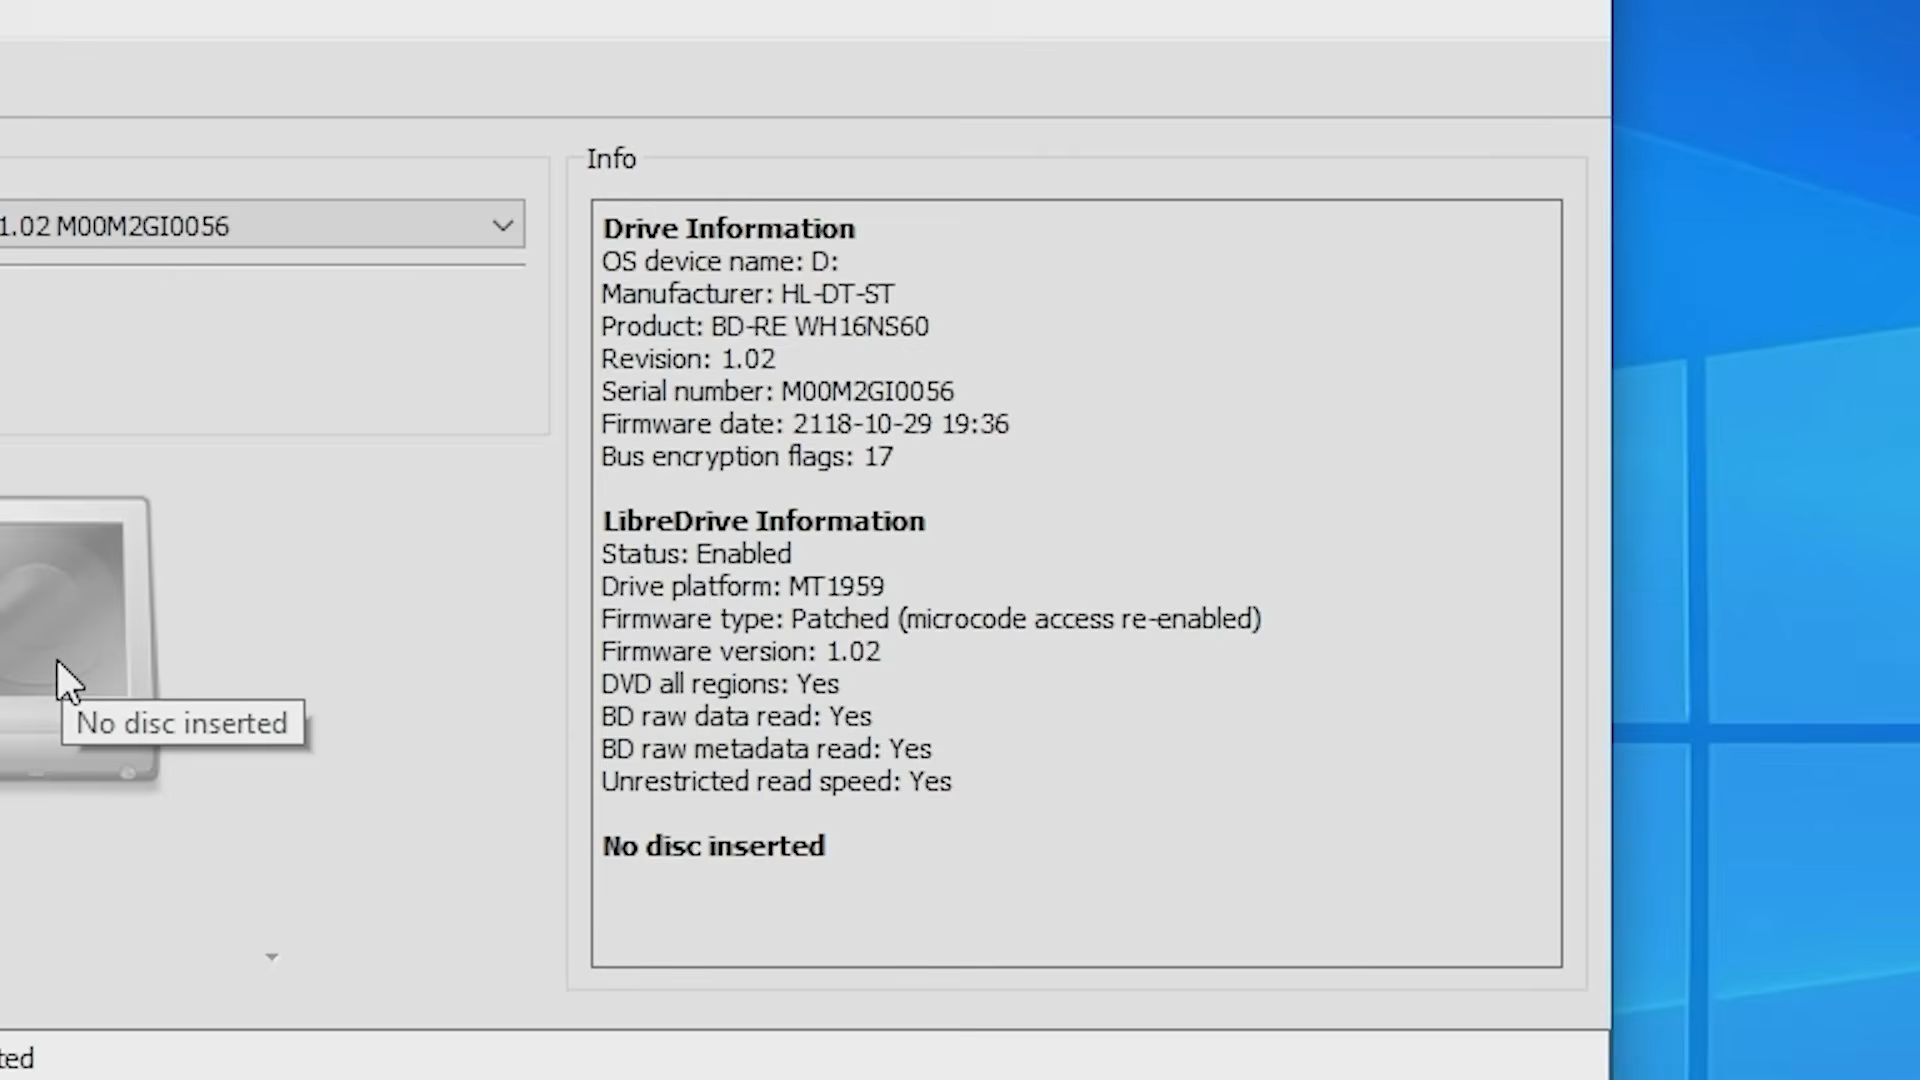 Info
1.02 M00M2GI0056
Drive Information
OS device name: D:
Manufacturer: HL-DT-ST
Product: BD-RE WH16NS60
Revision: 1.02
Serial number: M00M2GI0056
Firmware date: 2118-10-29 19:36
Bus encryption flags: 17
LibreDrive Information
Status: Enabled
Drive platform: MT1959
Firmware type: Patched (microcode access re-enabled)
Firmware version: 1.02
DVD all regions: Yes
BD raw data read: Yes
BD raw metadata read: Yes
Unrestricted read speed: Yes
No disc inserted
No disc inserted
ted